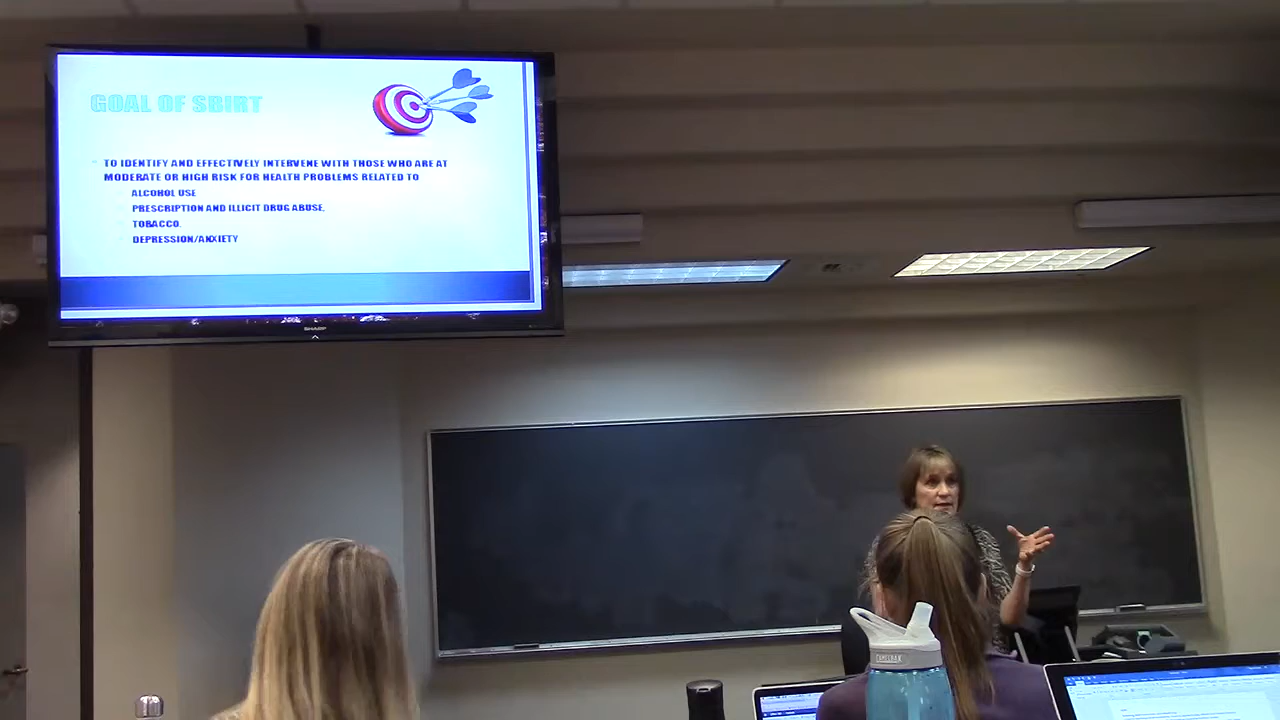 GOAL OF SBIRT
TO IDENTIFY AND EFFECTIVELY INTERVENE WITH THOSE WHO ARE AT
MODERATE OR HIGH RISK FOR HEALTH PROBLEMS RELATED TO
ALCOHOL USE
PRESCRIPTION AND ILLICIT DRUG ABUSE,
TOBACCO,
DEPRESSION/ANXIETY
SHARP
CAMELBAK